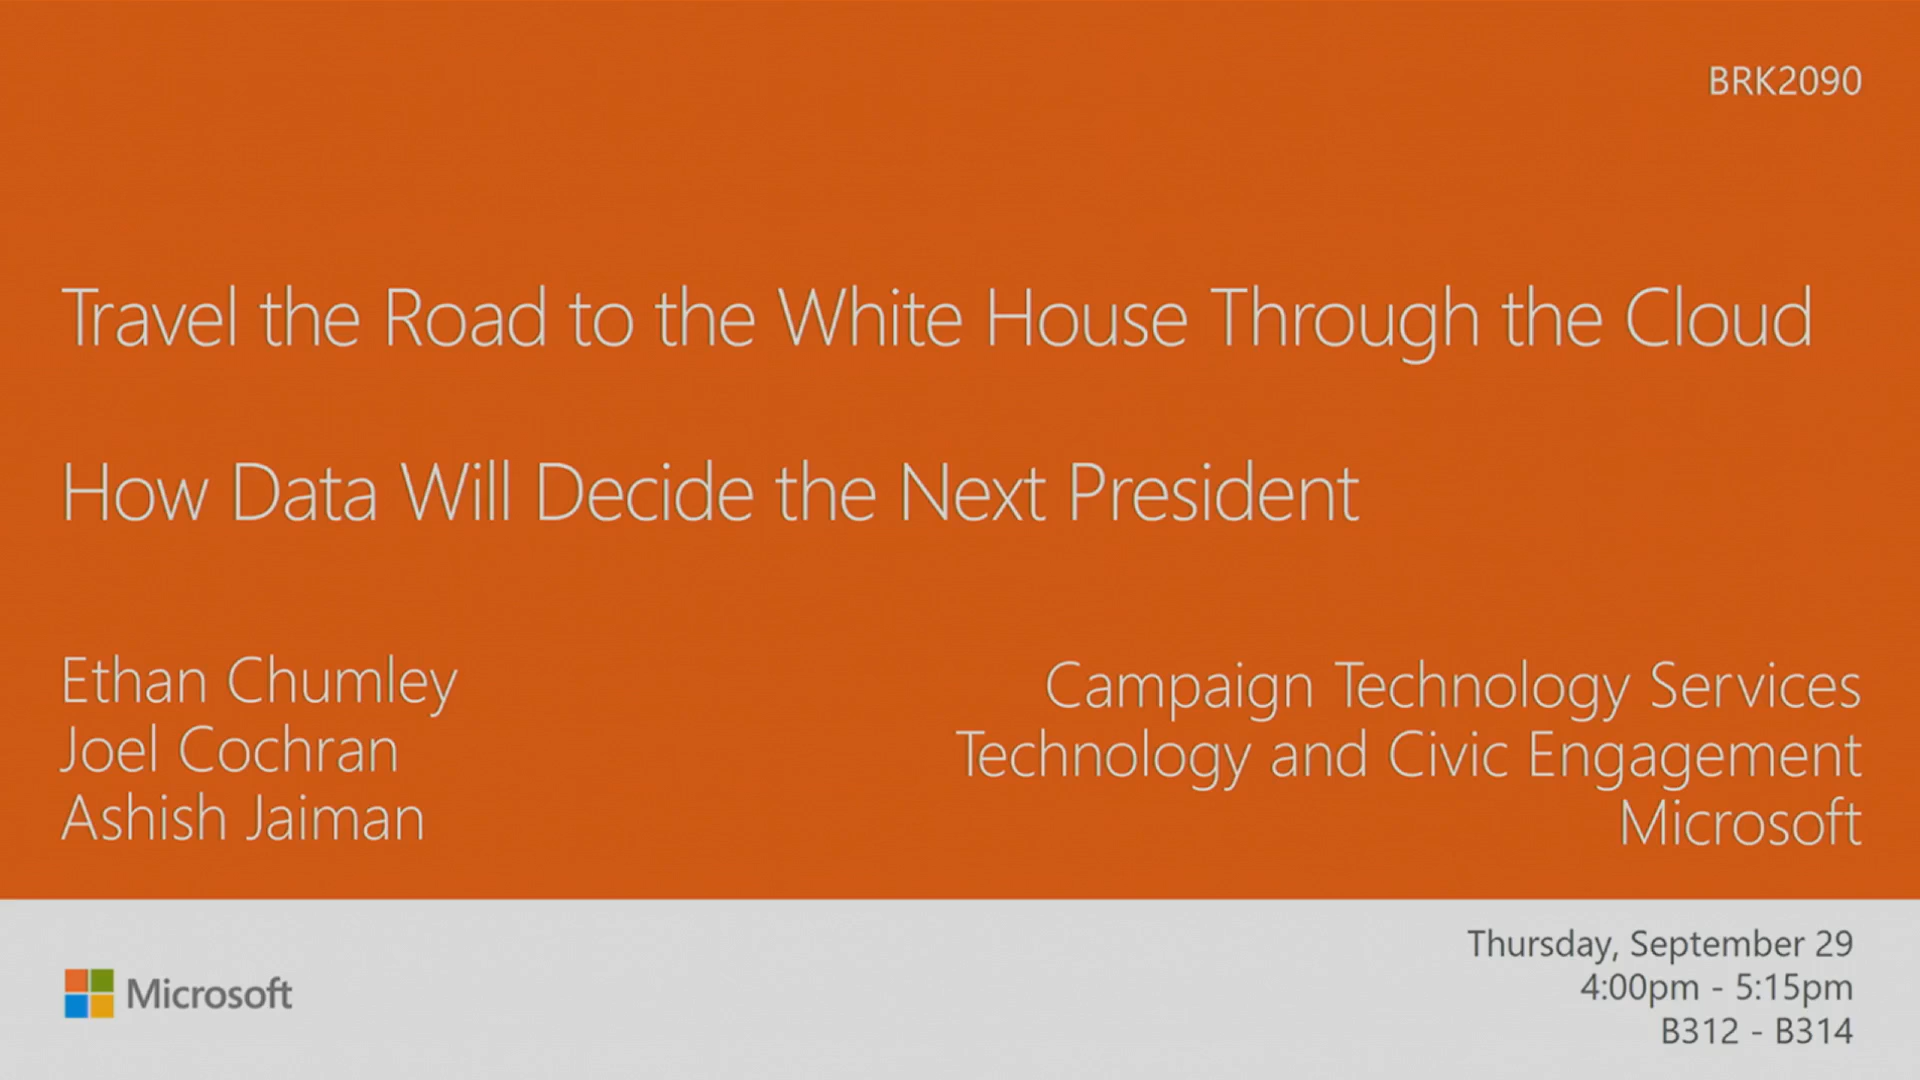 BRK2090
Travel the Road to the White House Through the Cloud
How Data Will Decide the Next President
Ethan Chumley
Joel Cochran
Ashish Jaiman
Campaign Technology Services
Technology and Civic Engagement
Microsoft
Microsoft
Thursday, September 29
4:00pm - 5:15pm
B312 - B314